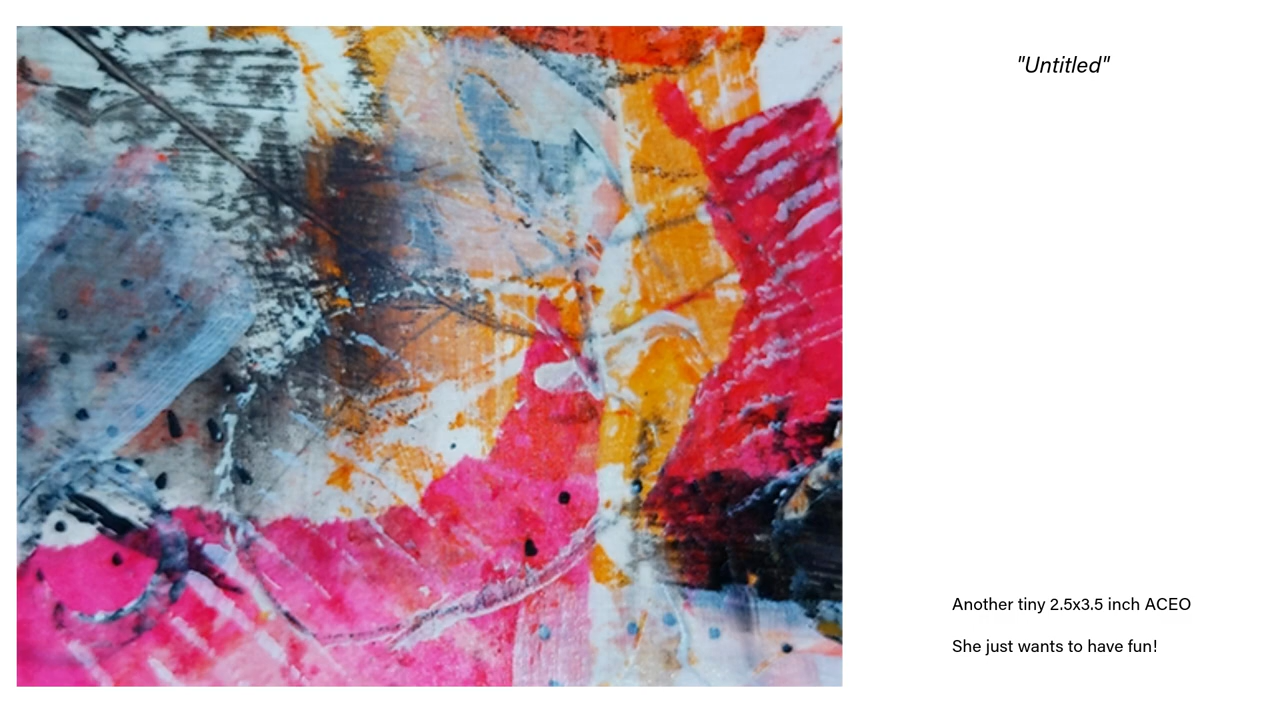 "Untitled"
Another tiny 2.5x3.5 inch ACEO
She just wants to have fun!